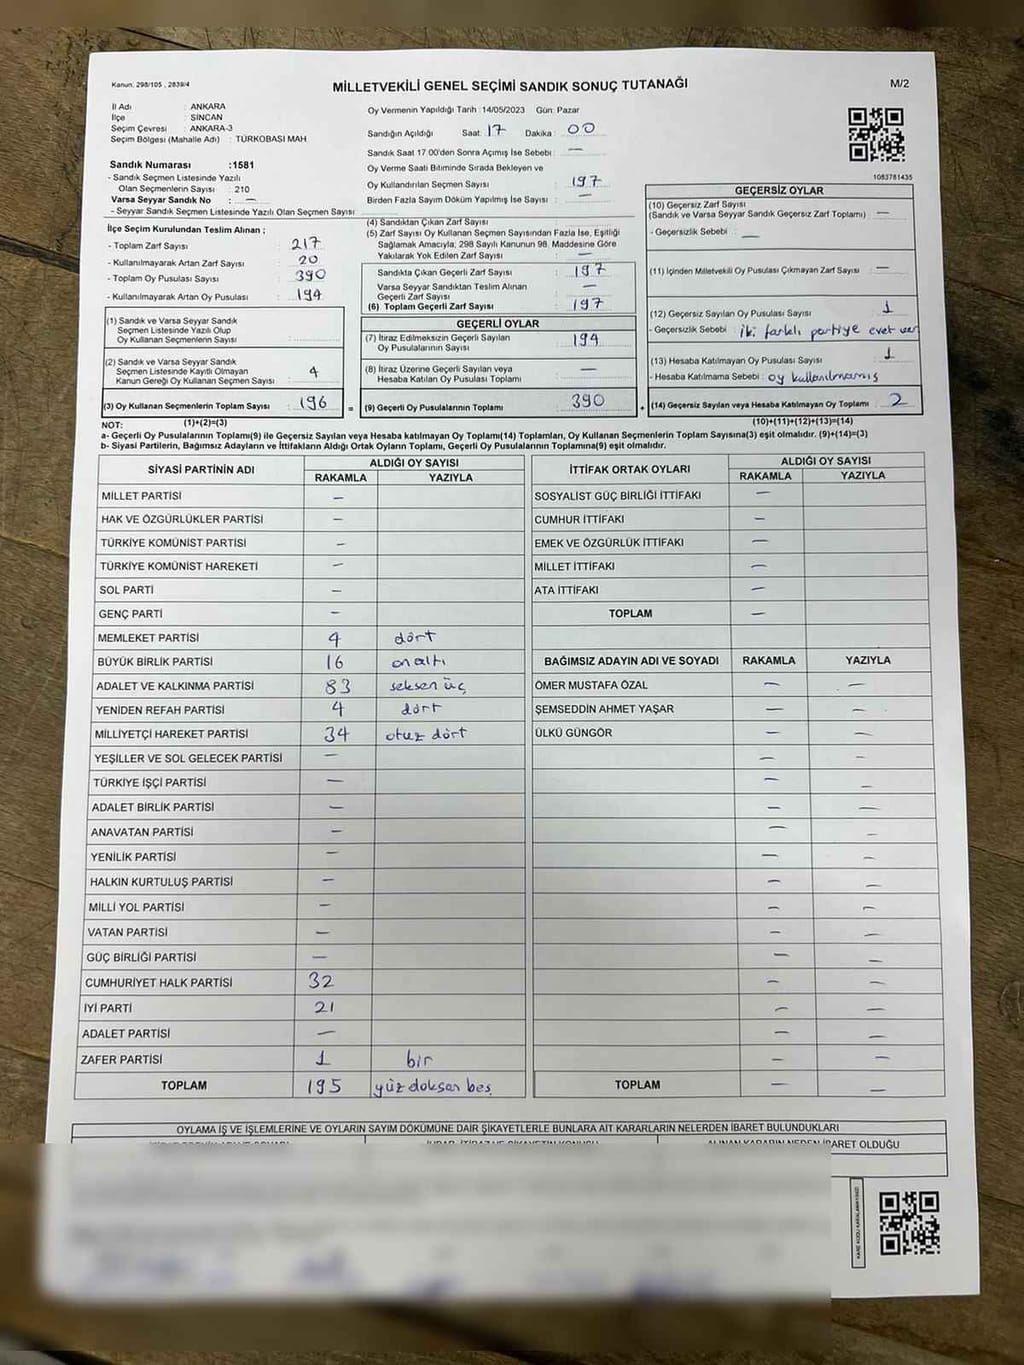 Kanun: 298/105 , 2839/4
MİLLETVEKİLİ GENEL SEÇİMİ SANDIK SONUÇ TUTANAĞI
M/2
İl Adı : ANKARA
İlçe : SİNCAN
Seçim Çevresi : ANKARA-3
Seçim Bölgesi (Mahalle Adı) : TÜRKOBASI MAH
Sandık Numarası :1581
- Sandık Seçmen Listesinde Yazılı
Olan Seçmenlerin Sayısı : 210
Varsa Seyyar Sandık No : —
- Seyyar Sandık Seçmen Listesinde Yazılı Olan Seçmen Sayısı
Oy Vermenin Yapıldığı Tarih : 14/05/2023 Gün: Pazar
Sandığın Açıldığı Saat: 17 Dakika : 00
Sandık Saat 17.00'den Sonra Açımış İse Sebebi : —
Oy Verme Saati Bitiminde Sırada Bekleyen ve
Oy Kullandırılan Seçmen Sayısı : 197
Birden Fazla Sayım Döküm Yapılmış İse Sayısı : —
1083781435
İlçe Seçim Kurulundan Teslim Alınan ;
- Toplam Zarf Sayısı : 217
- Kullanılmayarak Artan Zarf Sayısı : 20
- Toplam Oy Pusulası Sayısı : 390
- Kullanılmayarak Artan Oy Pusulası : 194
(1) Sandık ve Varsa Seyyar Sandık
Seçmen Listesinde Yazılı Olup
Oy Kullanan Seçmenlerin Sayısı :
(2) Sandık ve Varsa Seyyar Sandık
Seçmen Listesinde Kayıtlı Olmayan
Kanun Gereği Oy Kullanan Seçmen Sayısı : 4
(3) Oy Kullanan Seçmenlerin Toplam Sayısı : 196
(1)+(2)=(3)
(4) Sandıktan Çıkan Zarf Sayısı :
(5) Zarf Sayısı Oy Kullanan Seçmen Sayısından Fazla İse, Eşitliği
Sağlamak Amacıyla; 298 Sayılı Kanunun 98. Maddesine Göre
Yakılarak Yok Edilen Zarf Sayısı : —
Sandıkta Çıkan Geçerli Zarf Sayısı : 197
Varsa Seyyar Sandıktan Teslim Alınan
Geçerli Zarf Sayısı : —
(6) Toplam Geçerli Zarf Sayısı : 197
GEÇERLİ OYLAR
(7) İtiraz Edilmeksizin Geçerli Sayılan
Oy Pusulalarının Sayısı : 194
(8) İtiraz Üzerine Geçerli Sayılan veya
Hesaba Katılan Oy Pusulası Toplamı : —
= (9) Geçerli Oy Pusulalarının Toplamı : 390
GEÇERSİZ OYLAR
(10) Geçersiz Zarf Sayısı
(Sandık ve Varsa Seyyar Sandık Geçersiz Zarf Toplamı) : —
- Geçersizlik Sebebi : —
(11) İçinden Milletvekili Oy Pusulası Çıkmayan Zarf Sayısı : —
(12) Geçersiz Sayılan Oy Pusulası Sayısı : 1
- Geçersizlik Sebebi : iki farklı partiye evet ver
(13) Hesaba Katılmayan Oy Pusulası Sayısı : 1
- Hesaba Katılmama Sebebi : oy kullanılmamış
+ (14) Geçersiz Sayılan veya Hesaba Katılmayan Oy Toplamı : 2
(10)+(11)+(12)+(13)=(14)
NOT:
a- Geçerli Oy Pusulalarının Toplamı(9) ile Geçersiz Sayılan veya Hesaba katılmayan Oy Toplamı(14) Toplamları, Oy Kullanan Seçmenlerin Toplam Sayısına(3) eşit olmalıdır. (9)+(14)=(3)
b- Siyasi Partilerin, Bağımsız Adayların ve İttifakların Aldığı Ortak Oyların Toplamı, Geçerli Oy Pusulalarının Toplamına(9) eşit olmalıdır.
SİYASİ PARTİNİN ADI ALDIĞI OY SAYISI
RAKAMLA YAZIYLA
MİLLET PARTİSİ —
HAK VE ÖZGÜRLÜKLER PARTİSİ —
TÜRKİYE KOMÜNİST PARTİSİ —
TÜRKİYE KOMÜNİST HAREKETİ —
SOL PARTİ —
GENÇ PARTİ —
MEMLEKET PARTİSİ 4 dört
BÜYÜK BİRLİK PARTİSİ 16 onaltı
ADALET VE KALKINMA PARTİSİ 83 seksen üç
YENİDEN REFAH PARTİSİ 4 dört
MİLLİYETÇİ HAREKET PARTİSİ 34 otuz dört
YEŞİLLER VE SOL GELECEK PARTİSİ —
TÜRKİYE İŞÇİ PARTİSİ —
ADALET BİRLİK PARTİSİ —
ANAVATAN PARTİSİ —
YENİLİK PARTİSİ —
HALKIN KURTULUŞ PARTİSİ —
MİLLİ YOL PARTİSİ —
VATAN PARTİSİ —
GÜÇ BİRLİĞİ PARTİSİ —
CUMHURİYET HALK PARTİSİ 32
İYİ PARTİ 21
ADALET PARTİSİ —
ZAFER PARTİSİ 1 bir
TOPLAM 195 yüz doksan beş
İTTİFAK ORTAK OYLARI ALDIĞI OY SAYISI
RAKAMLA YAZIYLA
SOSYALİST GÜÇ BİRLİĞİ İTTİFAKI —
CUMHUR İTTİFAKI —
EMEK VE ÖZGÜRLÜK İTTİFAKI —
MİLLET İTTİFAKI —
ATA İTTİFAKI —
TOPLAM —
BAĞIMSIZ ADAYIN ADI VE SOYADI RAKAMLA YAZIYLA
ÖMER MUSTAFA ÖZAL — —
ŞEMSEDDİN AHMET YAŞAR — —
ÜLKÜ GÜNGÖR — —
TOPLAM — —
OYLAMA İŞ VE İŞLEMLERİNE VE OYLARIN SAYIM DÖKÜMÜNE DAİR ŞİKAYETLERLE BUNLARA AİT KARARLARIN NELERDEN İBARET BULUNDUKLARI
ALINAN KARARIN NEDEN İBARET OLDUĞU